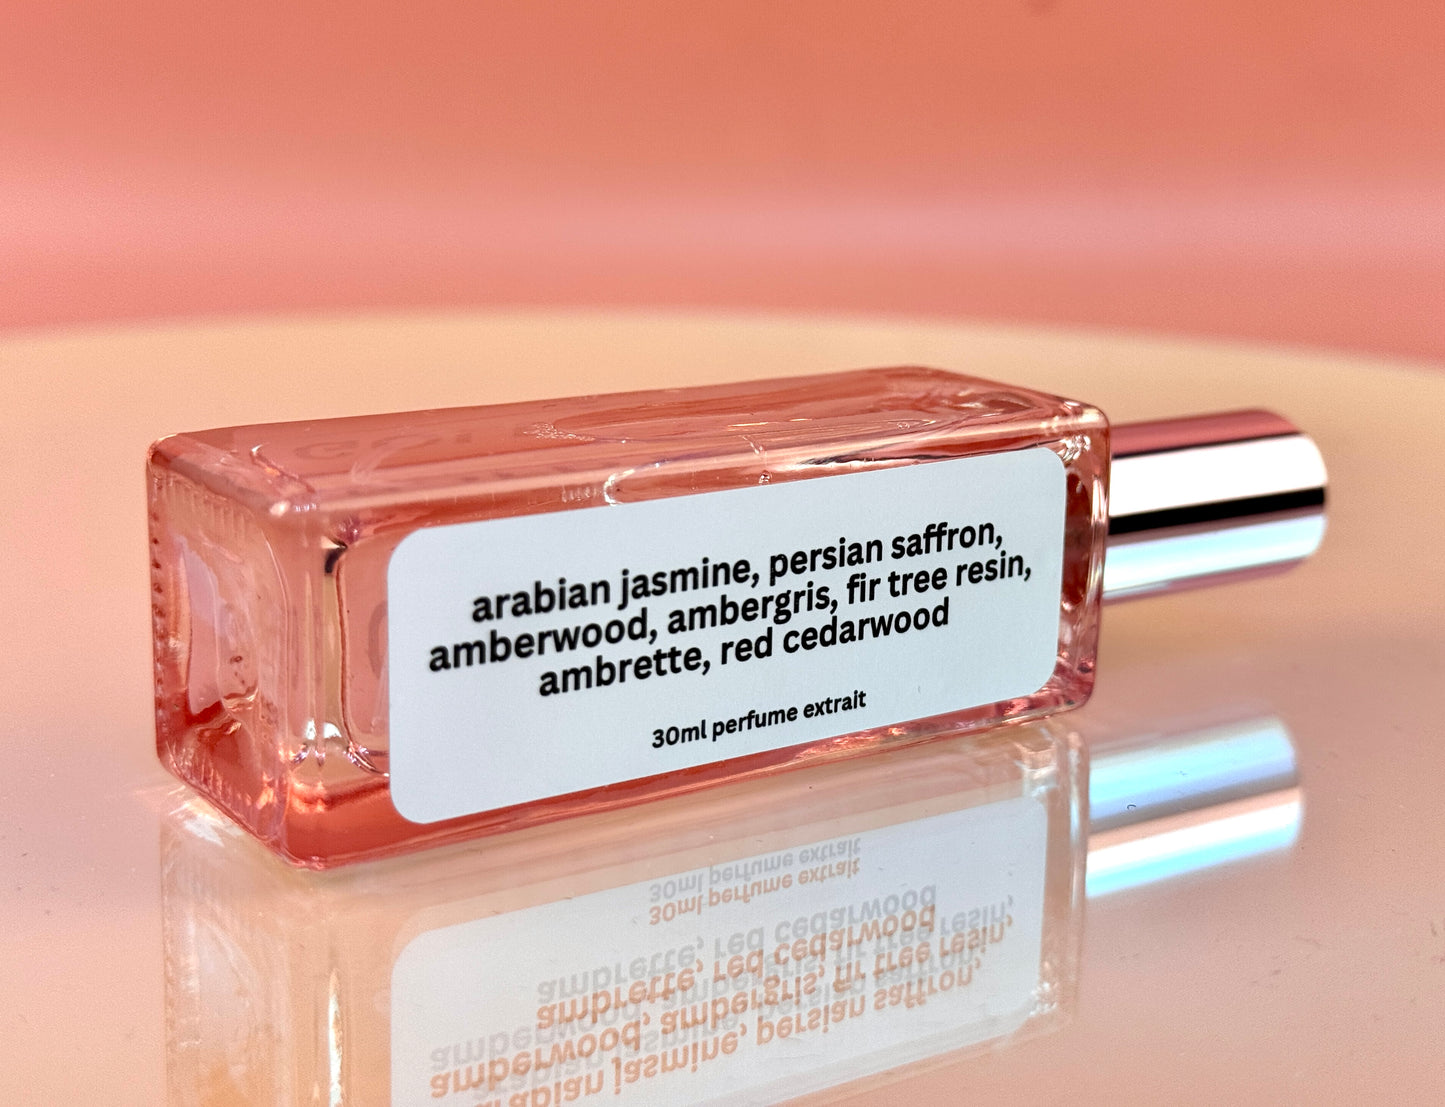 arabian jasmine, persian saffron,
amberwood, ambergris, fir tree resin,
ambrette, red cedarwood
30ml perfume extrait